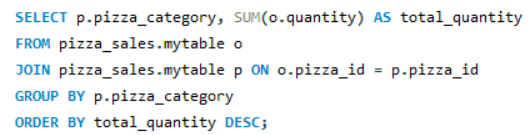 SELECT p.pizza_category, SUM(o.quantity) AS total_quantity
FROM pizza_sales.mytable o
JOIN pizza_sales.mytable p ON o.pizza_id = p.pizza_id
GROUP BY p.pizza_category
ORDER BY total_quantity DESC;